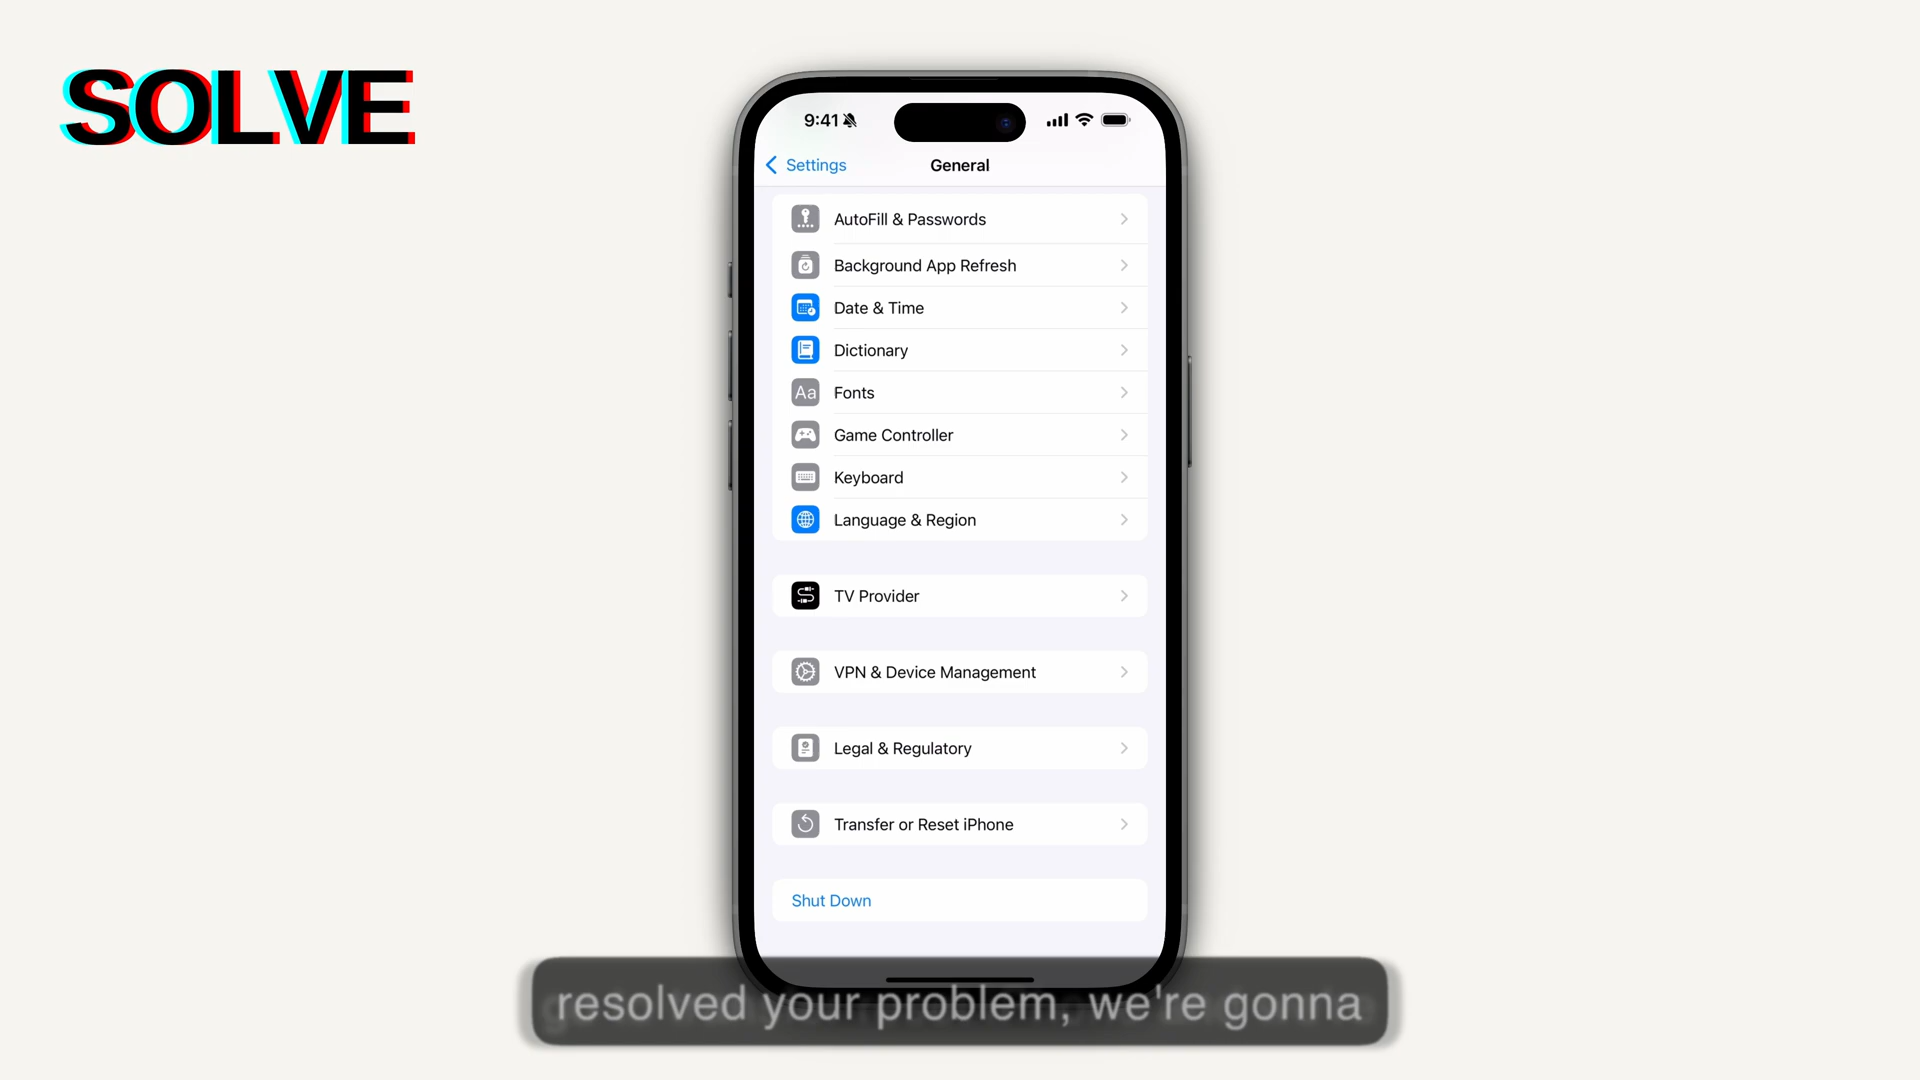 SOLVE
9:41
Settings
General
AutoFill & Passwords
Background App Refresh
Date & Time
Dictionary
Aa
Fonts
Game Controller
Keyboard
Language & Region
TV Provider
VPN & Device Management
Legal & Regulatory
Transfer or Reset iPhone
Shut Down
resolved your problem, we're gonna